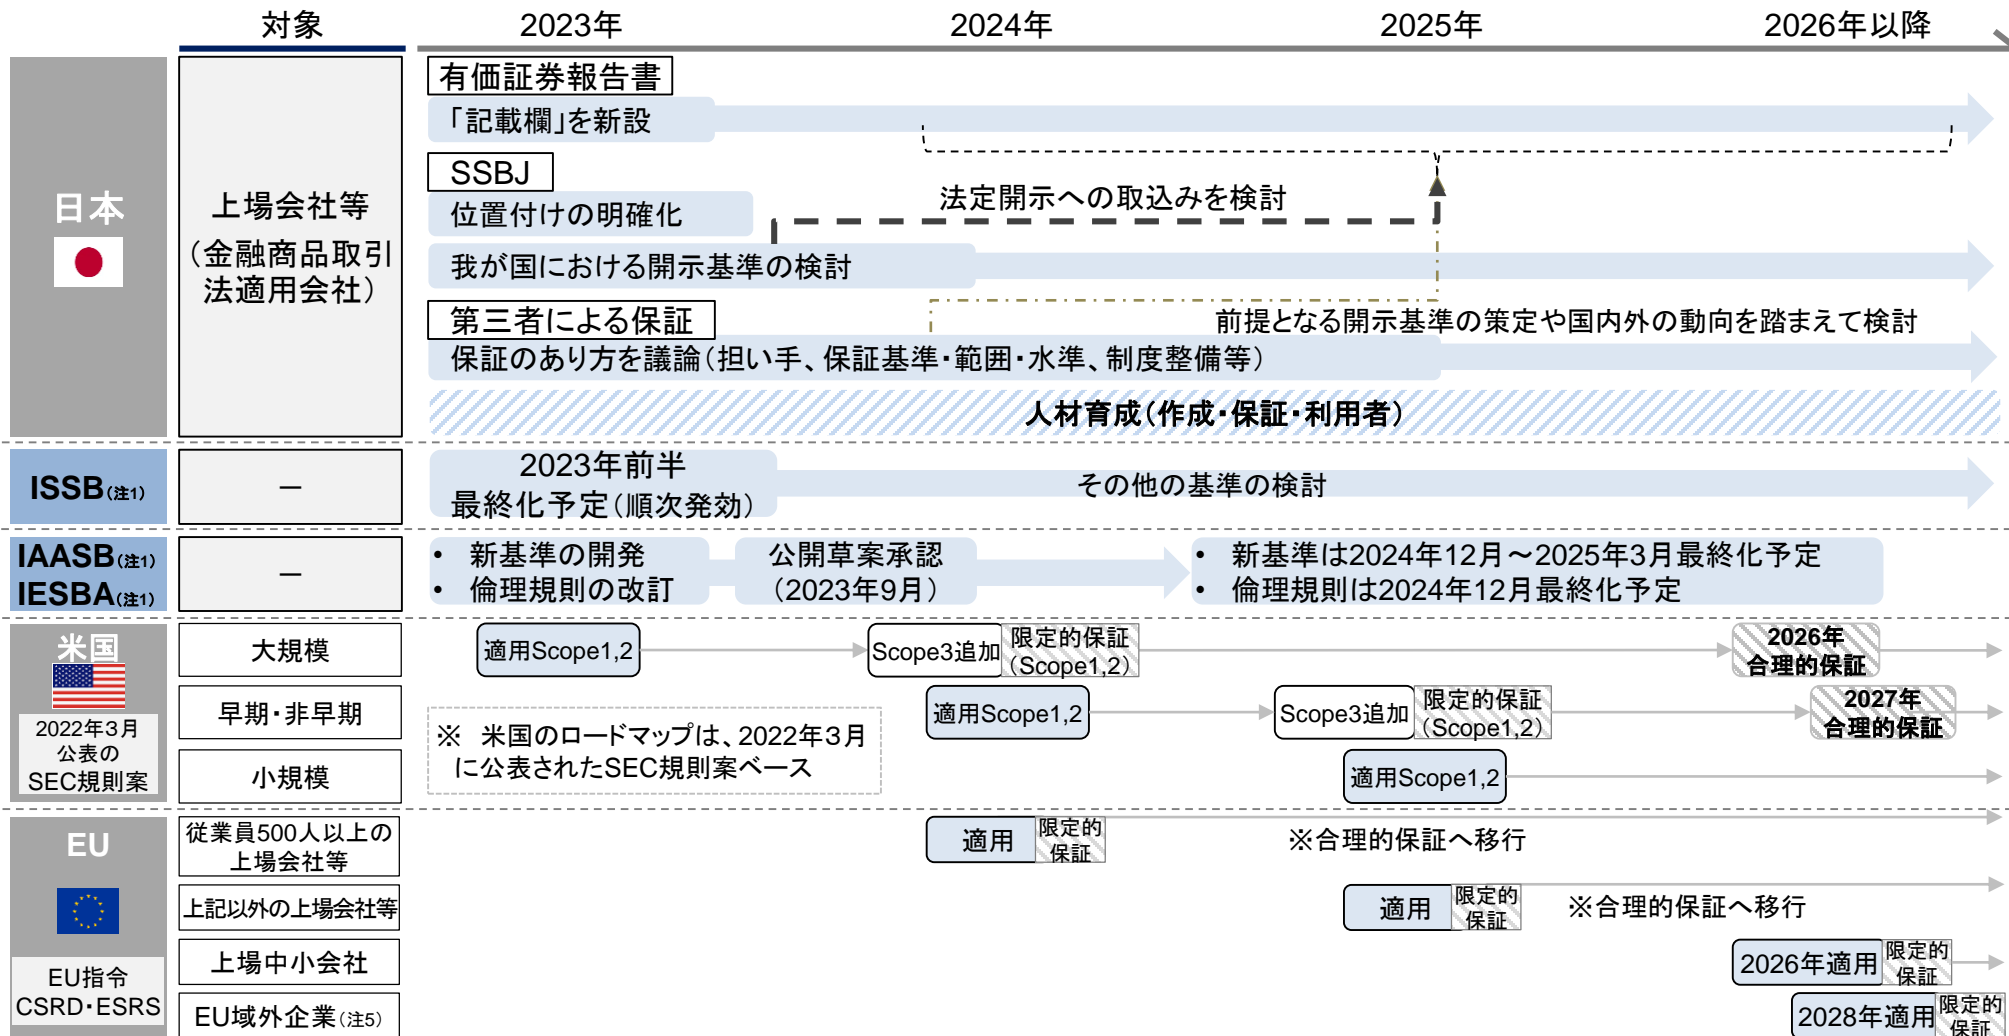 対象
2023年
2024年
2025年
2026年以降
日本
上場会社等
（金融商品取引
法適用会社）
有価証券報告書
「記載欄」を新設
SSBJ
位置付けの明確化
法定開示への取込みを検討
我が国における開示基準の検討
第三者による保証
前提となる開示基準の策定や国内外の動向を踏まえて検討
保証のあり方を議論（担い手、保証基準・範囲・水準、制度整備等）
人材育成（作成・保証・利用者）
ISSB（注1）
－
2023年前半
最終化予定（順次発効）
その他の基準の検討
IAASB（注1）
IESBA（注1）
－
• 新基準の開発
• 倫理規則の改訂
公開草案承認
（2023年9月）
• 新基準は2024年12月～2025年3月最終化予定
• 倫理規則は2024年12月最終化予定
米国
2022年3月
公表の
SEC規則案
大規模
適用Scope1,2
Scope3追加
限定的保証
（Scope1,2）
2026年
合理的保証
早期・非早期
適用Scope1,2
Scope3追加
限定的保証
（Scope1,2）
2027年
合理的保証
※ 米国のロードマップは、2022年3月
に公表されたSEC規則案ベース
小規模
適用Scope1,2
EU
EU指令
CSRD・ESRS
従業員500人以上の
上場会社等
適用
限定的
保証
※合理的保証へ移行
上記以外の上場会社等
適用
限定的
保証
※合理的保証へ移行
上場中小会社
2026年適用
限定的
保証
EU域外企業（注5）
2028年適用
限定的
保証